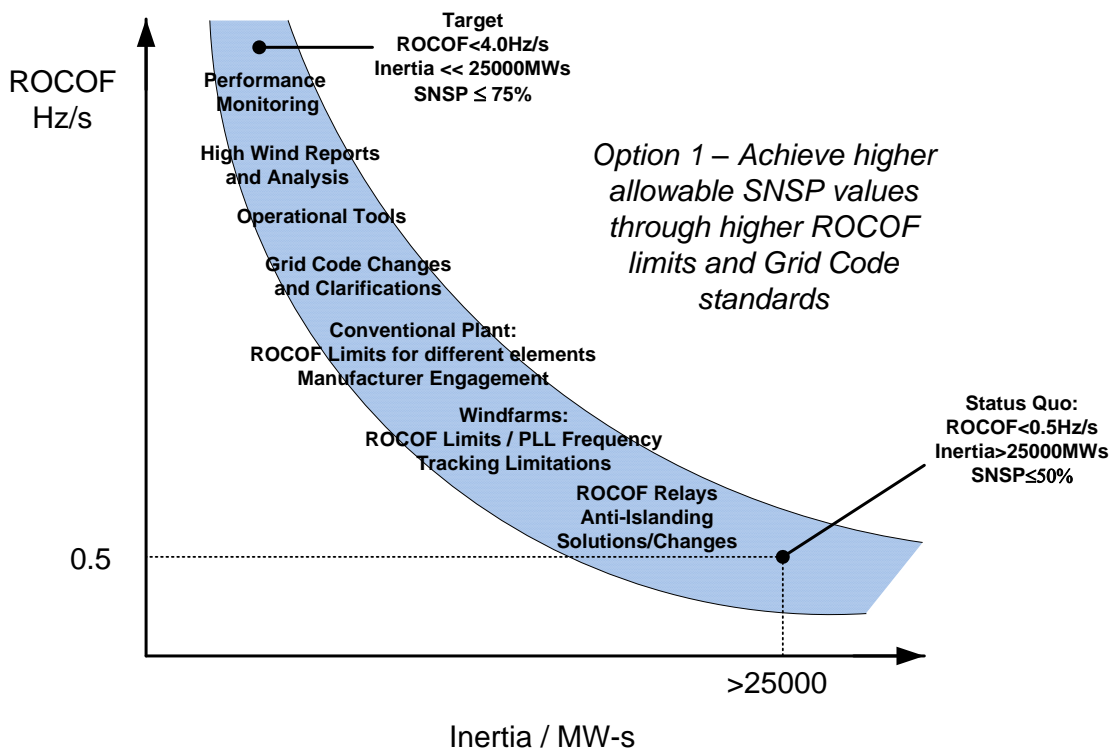 ROCOF
Hz/s
Target
ROCOF<4.0Hz/s
Inertia << 25000MWs
SNSP ≤ 75%
Performance
Monitoring
High Wind Reports
and Analysis
Operational Tools
Grid Code Changes
and Clarifications
Conventional Plant:
ROCOF Limits for different elements
Manufacturer Engagement
Windfarms:
ROCOF Limits / PLL Frequency
Tracking Limitations
ROCOF Relays
Anti-Islanding
Solutions/Changes
Option 1 – Achieve higher
allowable SNSP values
through higher ROCOF
limits and Grid Code
standards
Status Quo:
ROCOF<0.5Hz/s
Inertia>25000MWs
SNSP≤50%
0.5
>25000
Inertia / MW-s